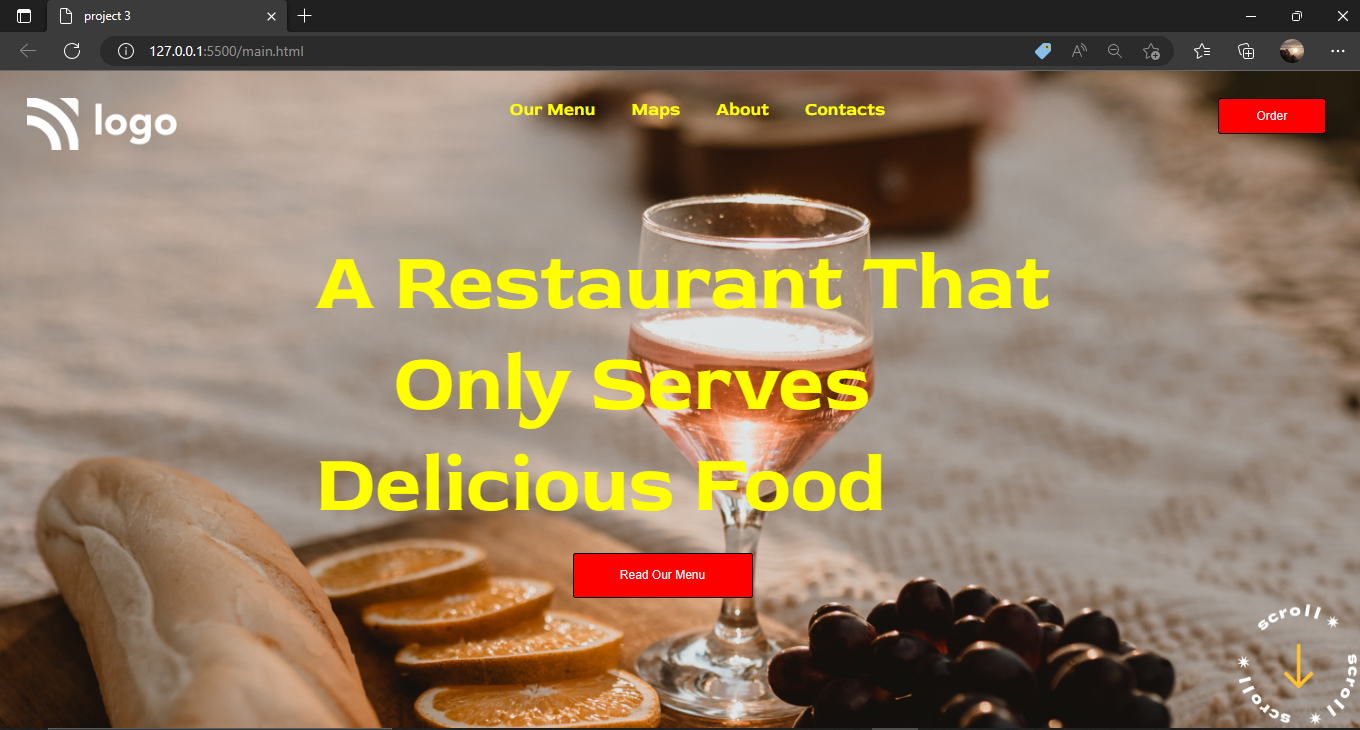 project 3
127.0.0.1:5500/main.html
logo
Our Menu Maps About Contacts
Order
A Restaurant That
Only Serves
Delicious Food
Read Our Menu
scroll
scroll
scroll